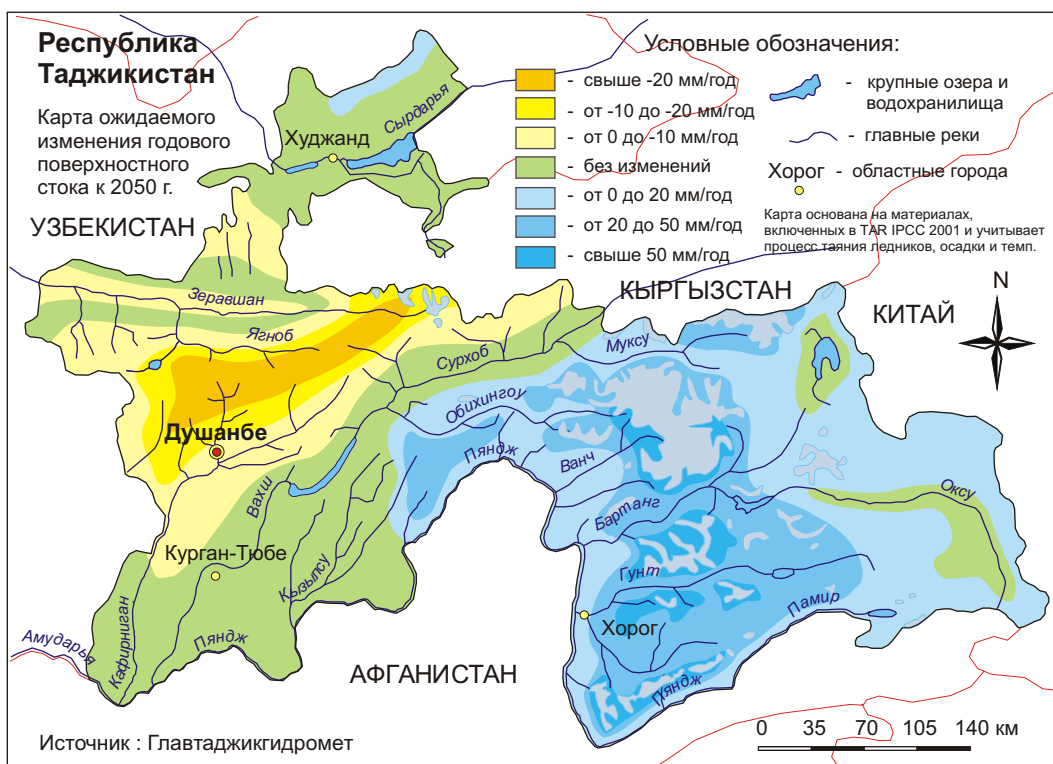 Республика
Таджикистан
Карта ожидаемого
изменения годового
поверхностного
стока к 2050 г.
Условные обозначения:
- свыше -20 мм/год
- от -10 до -20 мм/год
- от 0 до -10 мм/год
- без изменений
- от 0 до 20 мм/год
- от 20 до 50 мм/год
- свыше 50 мм/год
- крупные озера и
водохранилища
- главные реки
Хорог - областные города
Карта основана на материалах,
включенных в TAR IPCC 2001 и учитывает
процесс таяния ледников, осадки и темп.
Сырдарья
Худжанд
УЗБЕКИСТАН
КЫРГЫЗСТАН
КИТАЙ
N
Зеравшан
Ягноб
Сурхоб
Муксу
Обихингоу
Душанбе
Пяндж
Ванч
Вахш
Бартанг
Оксу
Курган-Тюбе
Кызылсу
Гунт
Памир
Хорог
Кафирниган
Пяндж
Амударья
АФГАНИСТАН
Пяндж
0 35 70 105 140 км
Источник : Главтаджикгидромет